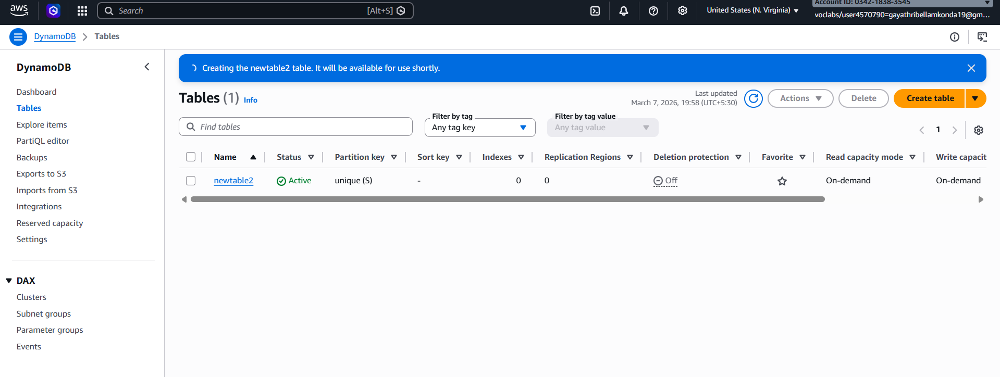 aws
Search [Alt+S]
United States (N. Virginia)
Account ID: 0342-1838-3545
voclabs/user4570790=gayathribellamkonda19@gm...
DynamoDB
Tables
DynamoDB
Dashboard
Tables
Explore items
PartiQL editor
Backups
Exports to S3
Imports from S3
Integrations
Reserved capacity
Settings
DAX
Clusters
Subnet groups
Parameter groups
Events
Creating the newtable2 table. It will be available for use shortly.
Tables (1) Info
Last updated
March 7, 2026, 19:58 (UTC+5:30)
Actions
Delete
Create table
Find tables
Filter by tag
Any tag key
Filter by tag value
Any tag value
1
Name Status Partition key Sort key Indexes Replication Regions Deletion protection Favorite Read capacity mode Write capacit
newtable2 Active unique (S) - 0 0 Off On-demand On-demand